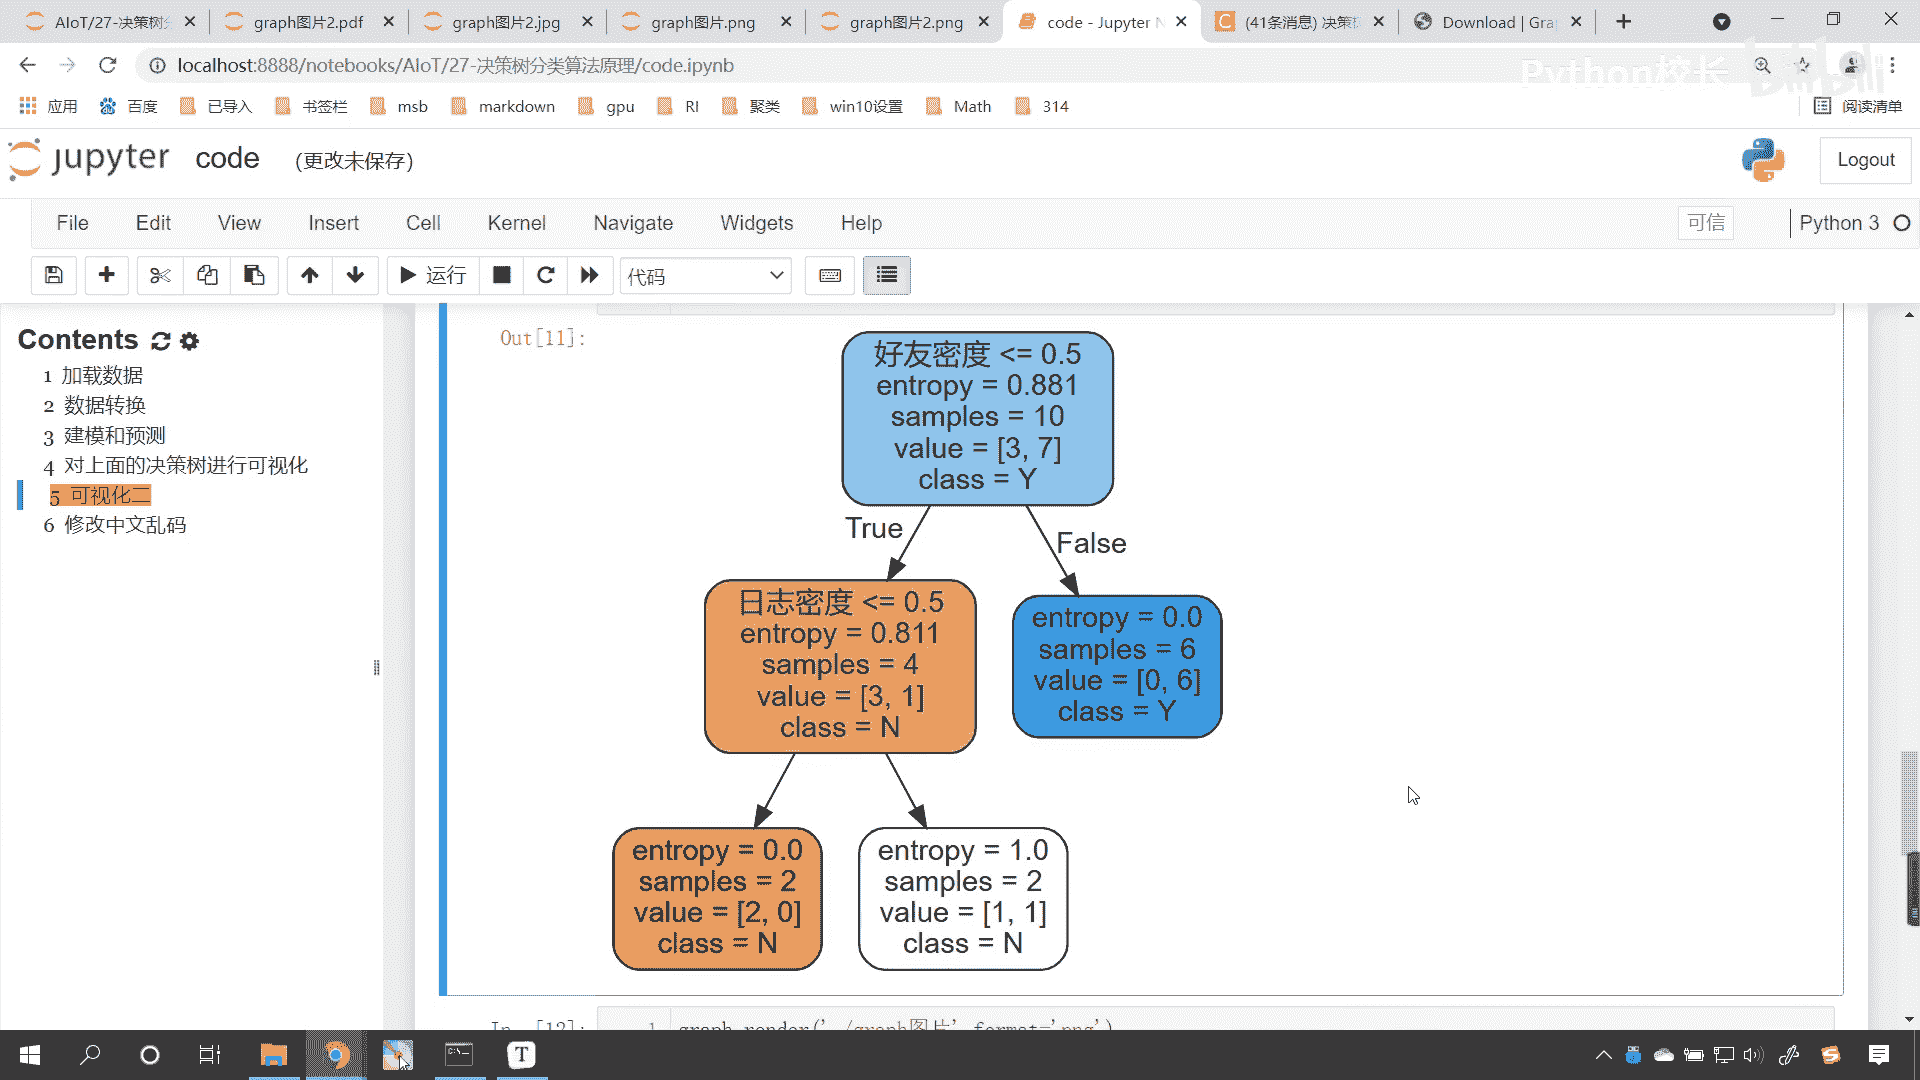 AIoT/27-决策树分
graph图片2.pdf
graph图片2.jpg
graph图片.png
graph图片2.png
code - Jupyter N
(41条消息) 决策树
Download | Gra
localhost:8888/notebooks/AIoT/27-决策树分类算法原理/code.ipynb
Python校长
bilibili
应用
百度
已导入
书签栏
msb
markdown
gpu
RI
聚类
win10设置
Math
314
阅读清单
jupyter
code
(更改未保存)
Logout
File
Edit
View
Insert
Cell
Kernel
Navigate
Widgets
Help
可信
Python 3
运行
代码
Contents
1 加载数据
2 数据转换
3 建模和预测
4 对上面的决策树进行可视化
5 可视化二
6 修改中文乱码
Out[11]:
好友密度 <= 0.5
entropy = 0.881
samples = 10
value = [3, 7]
class = Y
True
False
日志密度 <= 0.5
entropy = 0.811
samples = 4
value = [3, 1]
class = N
entropy = 0.0
samples = 6
value = [0, 6]
class = Y
entropy = 0.0
samples = 2
value = [2, 0]
class = N
entropy = 1.0
samples = 2
value = [1, 1]
class = N
In [12]:
1 graph.render('./graph图片',format='png')